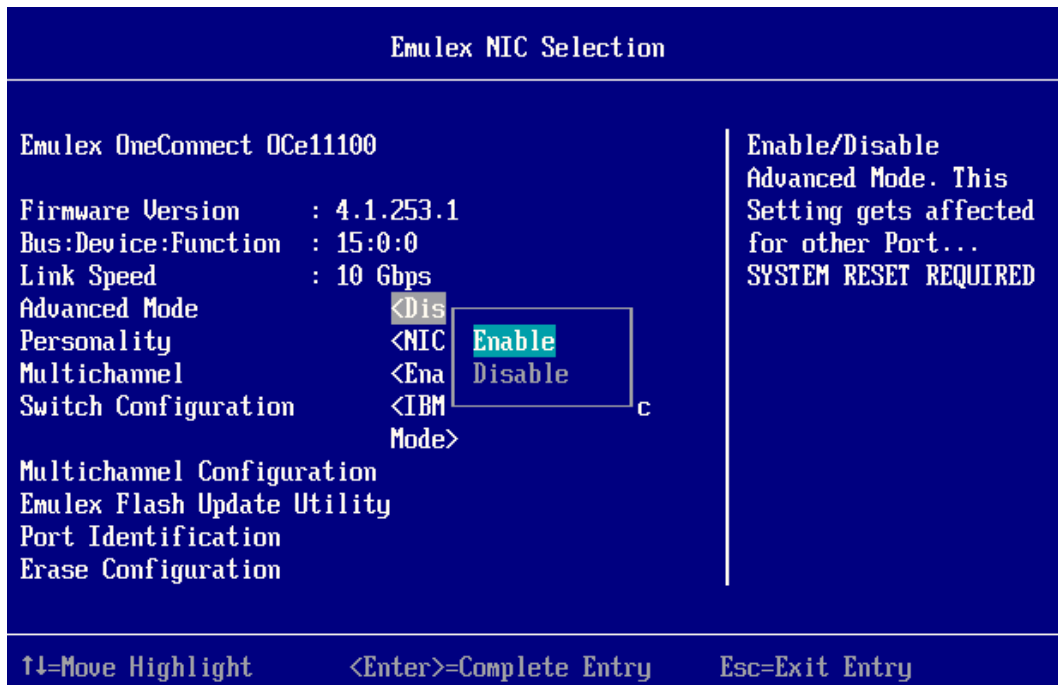 Emulex NIC Selection
Emulex OneConnect OCe11100
Firmware Version : 4.1.253.1
Bus:Device:Function : 15:0:0
Link Speed : 10 Gbps
Advanced Mode <Dis
Personality <NIC
Multichannel <Ena
Switch Configuration <IBM c
Mode>
Enable
Disable
Multichannel Configuration
Emulex Flash Update Utility
Port Identification
Erase Configuration
Enable/Disable
Advanced Mode. This
Setting gets affected
for other Port...
SYSTEM RESET REQUIRED
↑↓=Move Highlight <Enter>=Complete Entry Esc=Exit Entry